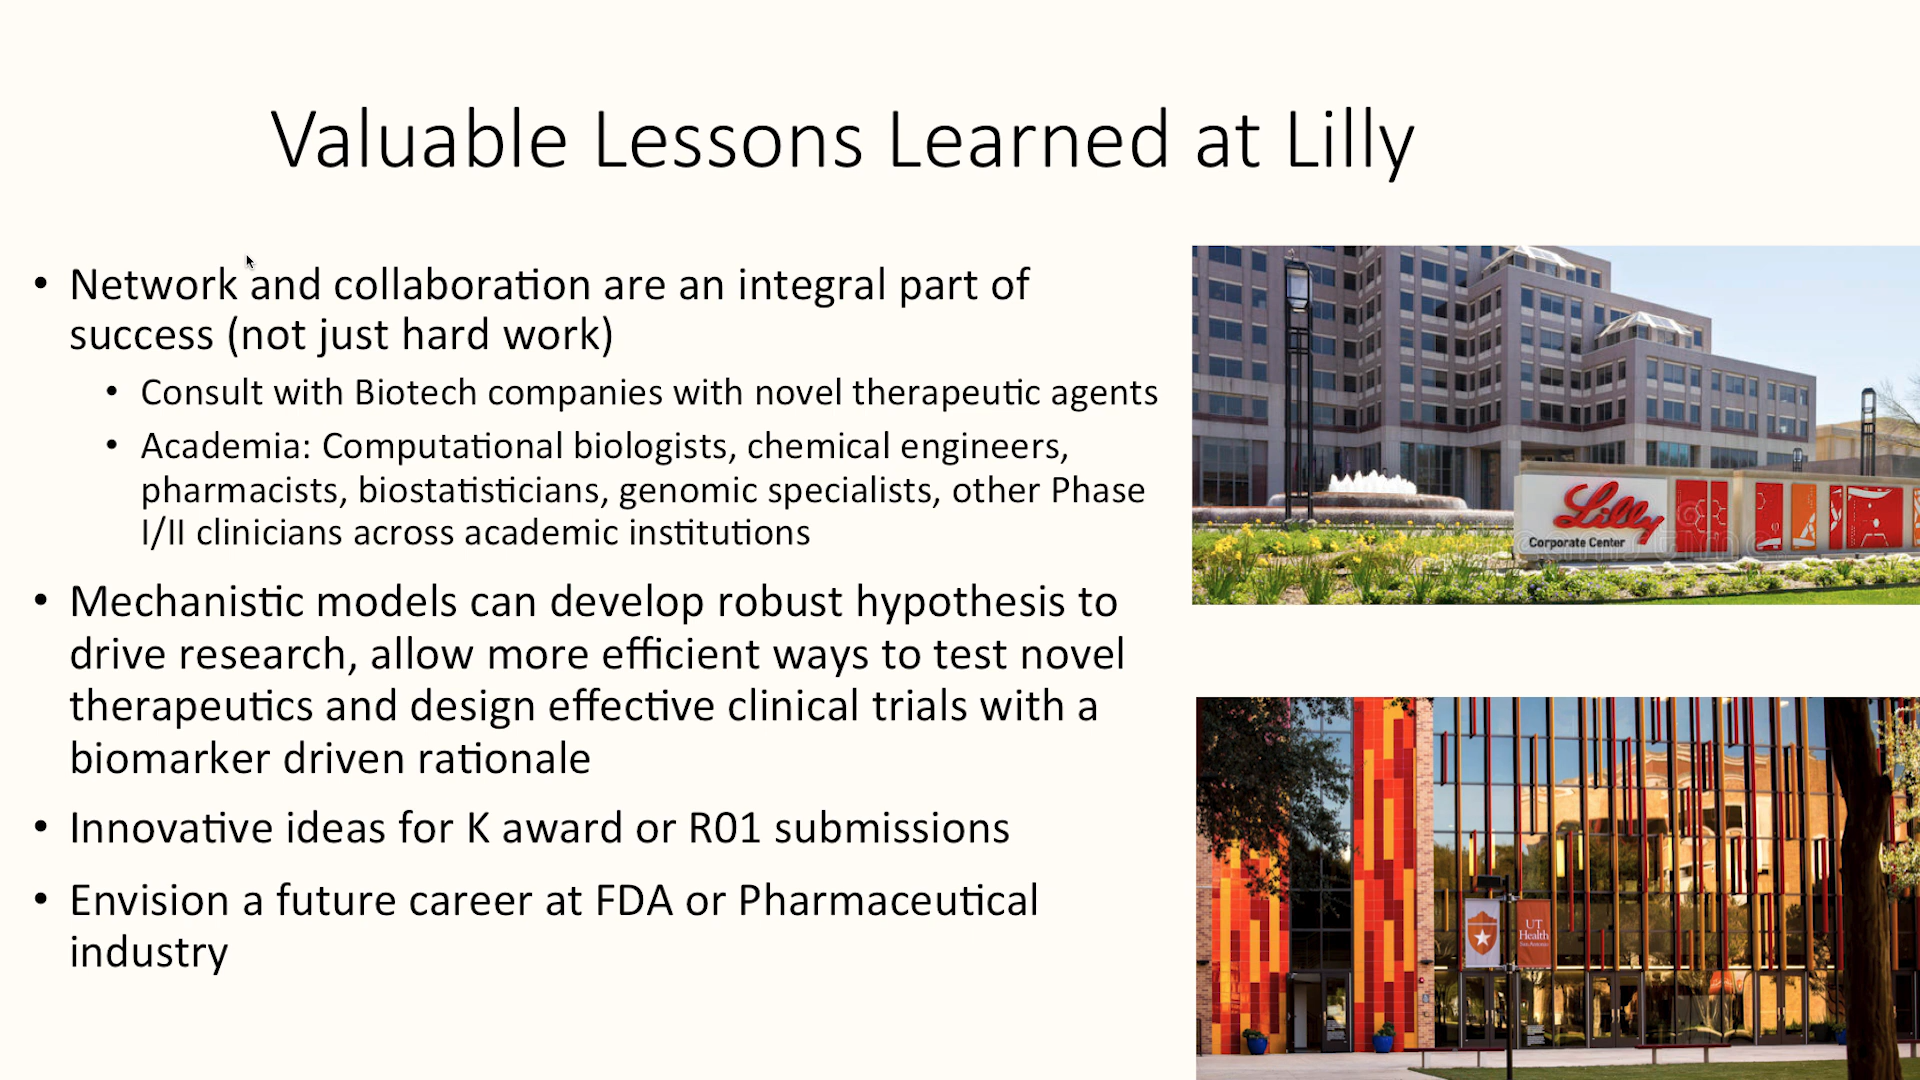 Valuable Lessons Learned at Lilly
• Network and collaboration are an integral part of
success (not just hard work)
• Consult with Biotech companies with novel therapeutic agents
• Academia: Computational biologists, chemical engineers,
pharmacists, biostatisticians, genomic specialists, other Phase
I/II clinicians across academic institutions
• Mechanistic models can develop robust hypothesis to
drive research, allow more efficient ways to test novel
therapeutics and design effective clinical trials with a
biomarker driven rationale
• Innovative ideas for K award or R01 submissions
• Envision a future career at FDA or Pharmaceutical
industry
Lilly
Corporate Center
UT
Health
San Antonio